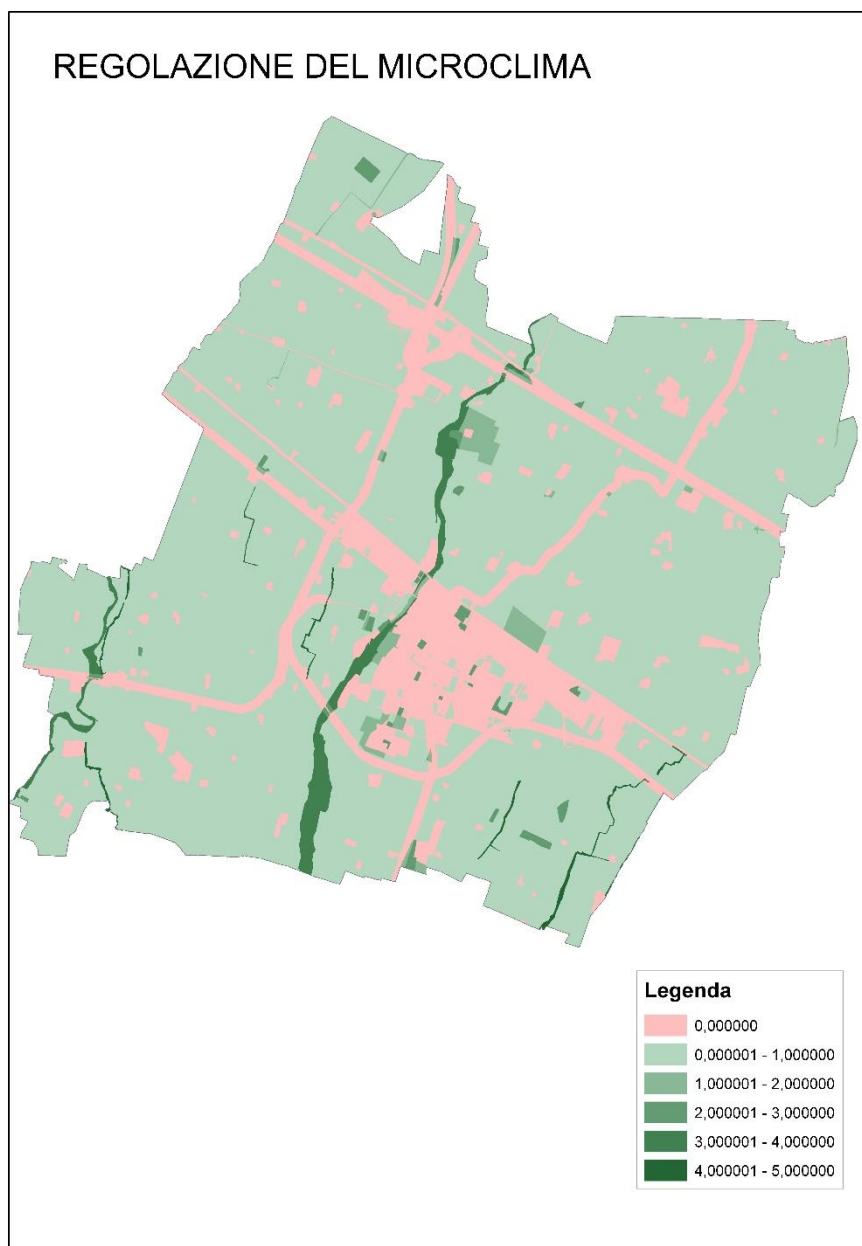 REGOLAZIONE DEL MICROCLIMA
Legenda
0,000000
0,000001 - 1,000000
1,000001 - 2,000000
2,000001 - 3,000000
3,000001 - 4,000000
4,000001 - 5,000000